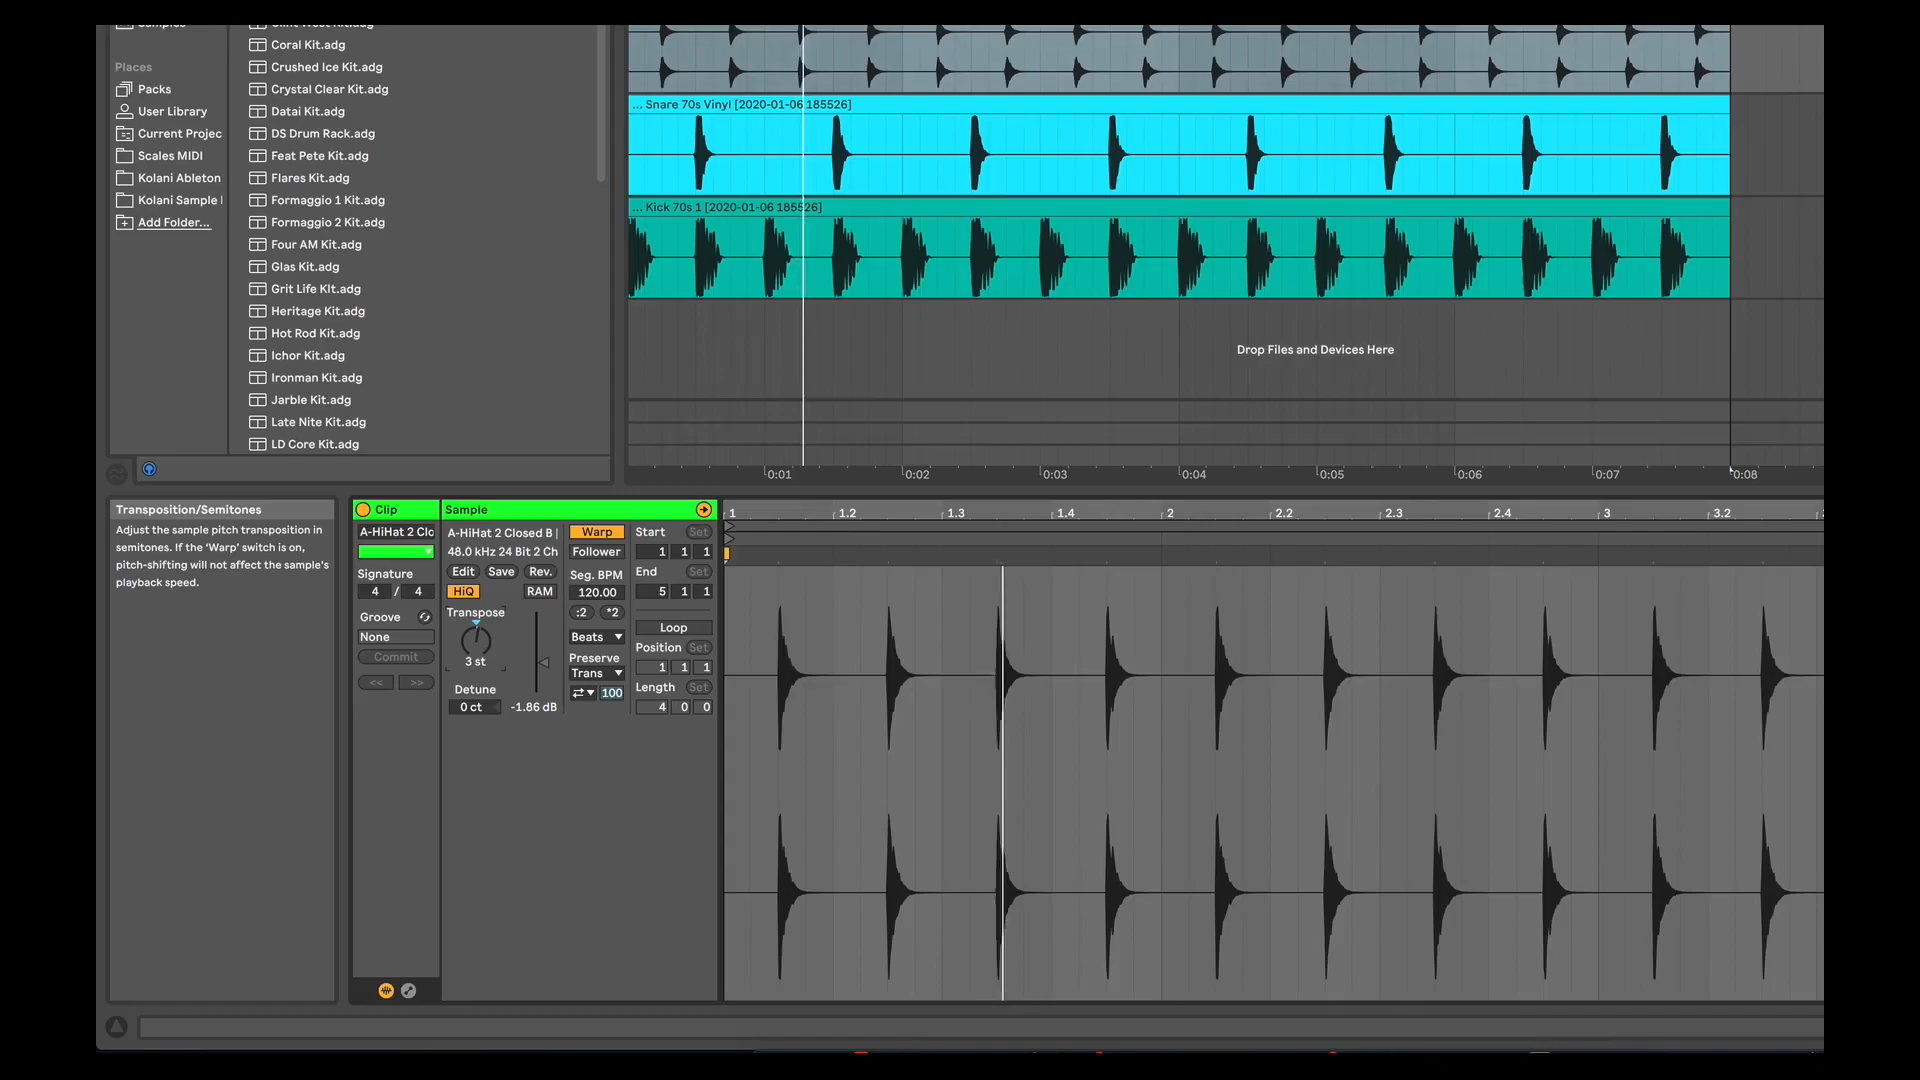 Places
Packs
User Library
Current Projec
Scales MIDI
Kolani Ableton
Kolani Sample
Add Folder...
Coral Kit.adg
Crushed Ice Kit.adg
Crystal Clear Kit.adg
Datai Kit.adg
DS Drum Rack.adg
Feat Pete Kit.adg
Flares Kit.adg
Formaggio 1 Kit.adg
Formaggio 2 Kit.adg
Four AM Kit.adg
Glas Kit.adg
Grit Life KIt.adg
Heritage Kit.adg
Hot Rod Kit.adg
Ichor Kit.adg
Ironman Kit.adg
Jarble Kit.adg
Late Nite Kit.adg
LD Core Kit.adg
... Snare 70s Vinyl [2020-01-06 185526]
... Kick 70s 1 [2020-01-06 185526]
Drop Files and Devices Here
0:01 0:02 0:03 0:04 0:05 0:06 0:07 0:08
Transposition/Semitones
Adjust the sample pitch transposition in
semitones. If the 'Warp' switch is on,
pitch-shifting will not affect the sample's
playback speed.
Clip
A-HiHat 2 Clo
Signature
4 / 4
Groove
None
Commit
<< >>
Sample
A-HiHat 2 Closed B
48.0 kHz 24 Bit 2 Ch
Edit Save Rev.
HiQ RAM
Transpose
3 st
Detune
0 ct -1.86 dB
Warp
Follower
Seg. BPM
120.00
:2 *2
Beats
Preserve
Trans
100
Start Set
1 1 1
End Set
5 1 1
Loop
Position Set
1 1 1
Length Set
4 0 0
1 1.2 1.3 1.4 2 2.2 2.3 2.4 3 3.2